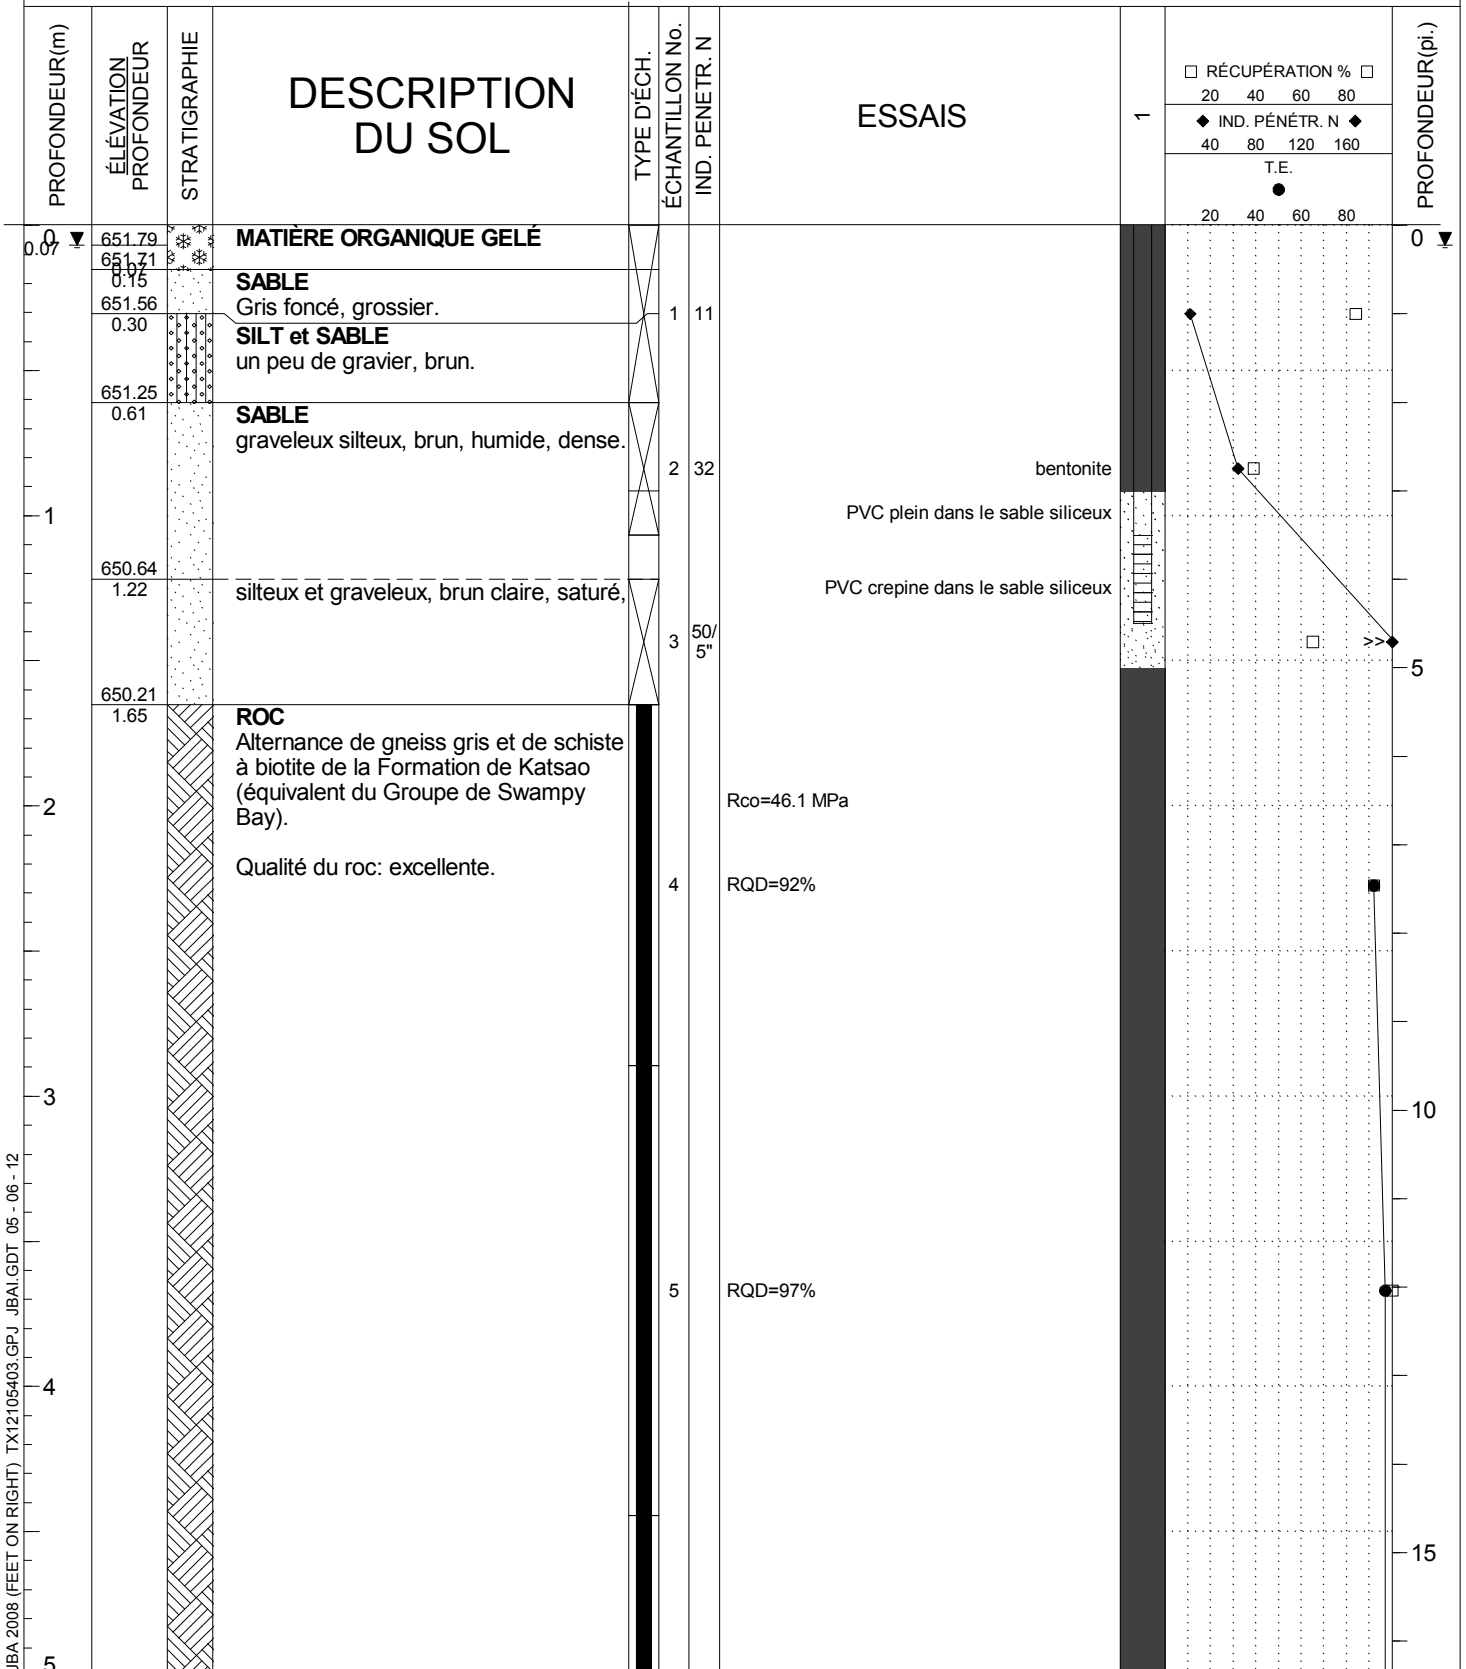 PROFONDEUR(m)
ÉLÉVATION
PROFONDEUR
STRATIGRAPHIE
DESCRIPTION
DU SOL
TYPE D'ÉCH.
ÉCHANTILLON No.
IND. PENETR. N
ESSAIS
1
RÉCUPÉRATION %
20 40 60 80
IND. PÉNÉTR. N
40 80 120 160
T.E.
20 40 60 80
PROFONDEUR(pi.)
0
0.07
651.79
651.71
0.07
0.15
651.56
0.30
651.25
0.61
650.64
1.22
650.21
1.65
MATIÈRE ORGANIQUE GELÉ
SABLE
Gris foncé, grossier.
SILT et SABLE
un peu de gravier, brun.
SABLE
graveleux silteux, brun, humide, dense.
silteux et graveleux, brun claire, saturé,
ROC
Alternance de gneiss gris et de schiste
à biotite de la Formation de Katsao
(équivalent du Groupe de Swampy
Bay).
Qualité du roc: excellente.
1 11
2 32
3 50/
5"
4
5
bentonite
PVC plein dans le sable siliceux
PVC crepine dans le sable siliceux
Rco=46.1 MPa
RQD=92%
RQD=97%
>>
1
2
3
4
5
0
5
10
15
JBA 2008 (FEET ON RIGHT) TX12105403.GPJ JBAI.GDT 05 - 06 - 12